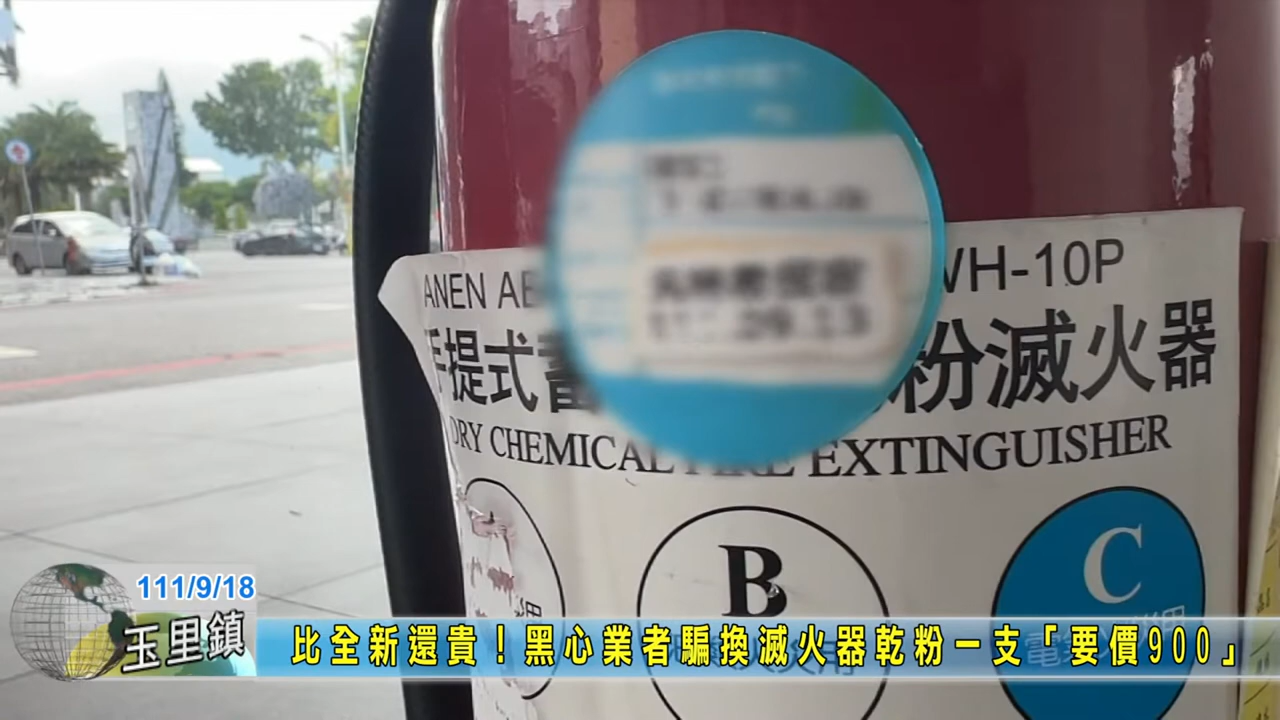 ANEN AB
WH-10P
手提式蓄
粉滅火器
DRY CHEMICAL FIRE EXTINGUISHER
B
C
111/9/18
玉里鎮
比全新還貴！黑心業者騙換滅火器乾粉一支「要價900」